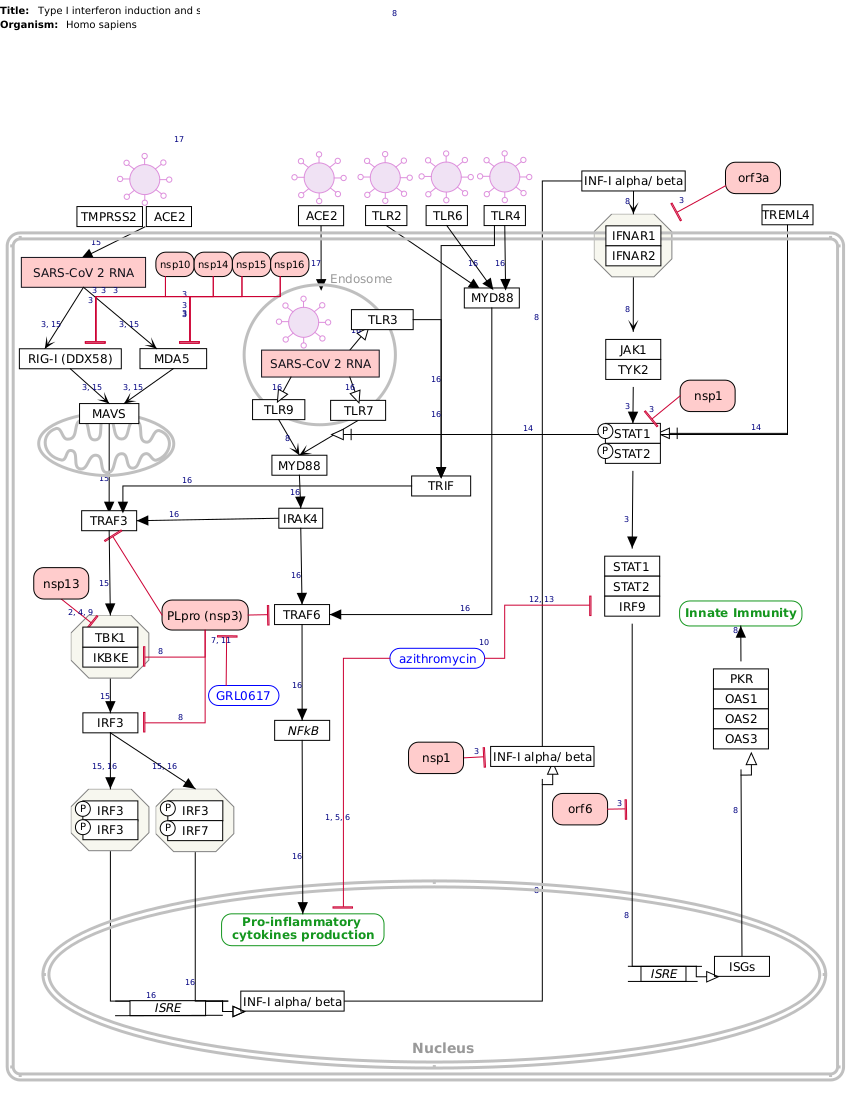 Title: Type I interferon induction and s
Organism: Homo sapiens
8
17
TMPRSS2 ACE2
ACE2
TLR2
TLR6
TLR4
INF-I alpha/ beta
orf3a
3
8
TREML4
IFNAR1
IFNAR2
15
SARS-CoV 2 RNA
nsp10 nsp14 nsp15 nsp16
17
Endosome
16
16
MYD88
3 3 3
3
3
3
3
3, 15
3, 15
RIG-I (DDX58)
MDA5
TLR3
SARS-CoV 2 RNA
16
16
TLR9
TLR7
8
8
JAK1
TYK2
16
16
3, 15
3, 15
MAVS
nsp1
3
3
14
14
P STAT1
P STAT2
8
MYD88
15
16
16
TRIF
16
TRAF3
IRAK4
3
nsp13
15
16
STAT1
STAT2
IRF9
2, 4, 9
PLpro (nsp3)
TRAF6
16
12, 13
Innate Immunity
8
TBK1
IKBKE
8
7, 11
10
azithromycin
GRL0617
15
16
PKR
OAS1
OAS2
OAS3
IRF3
8
NFkB
nsp1
3
INF-I alpha/ beta
15, 16
15, 16
P IRF3
P IRF3
P IRF3
P IRF7
1, 5, 6
orf6
3
8
16
8
8
Pro-inflammatory
cytokines production
ISRE
ISGs
16
16
ISRE
INF-I alpha/ beta
Nucleus